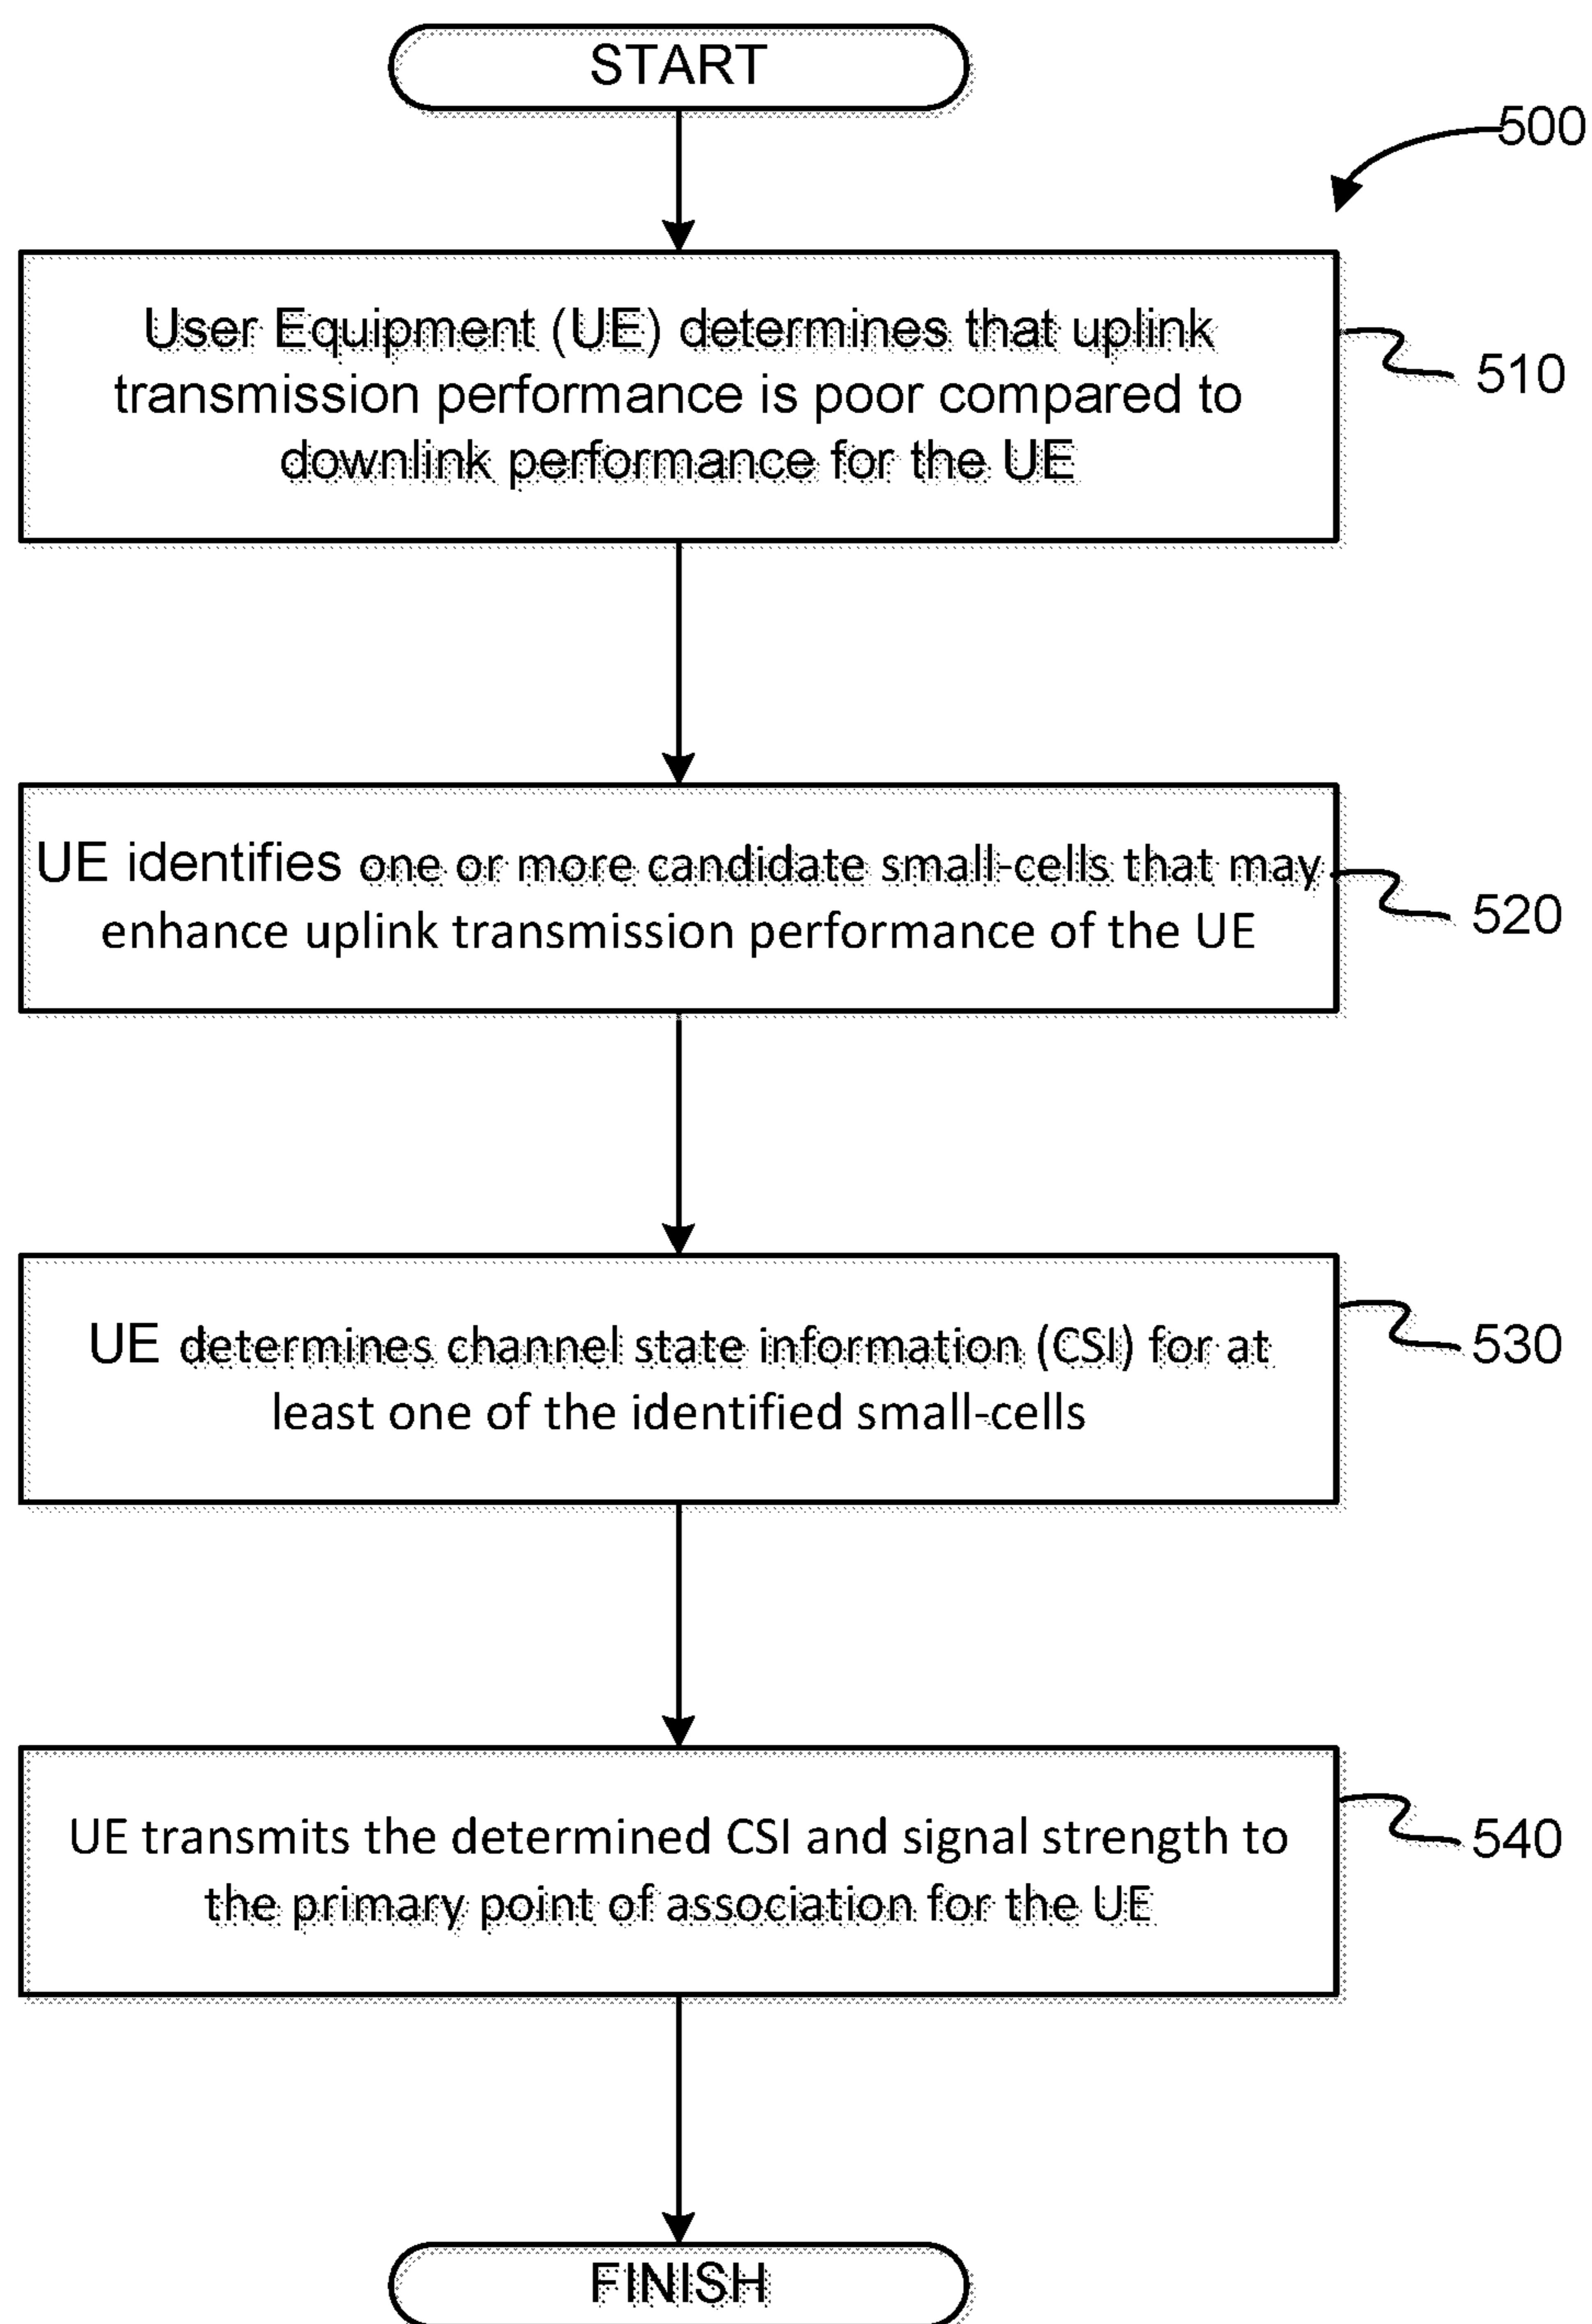 START
500
User Equipment (UE) determines that uplink
transmission performance is poor compared to
downlink performance for the UE
510
UE identifies one or more candidate small-cells that may
enhance uplink transmission performance of the UE
520
UE determines channel state information (CSI) for at
least one of the identified small-cells
530
UE transmits the determined CSI and signal strength to
the primary point of association for the UE
540
FINISH